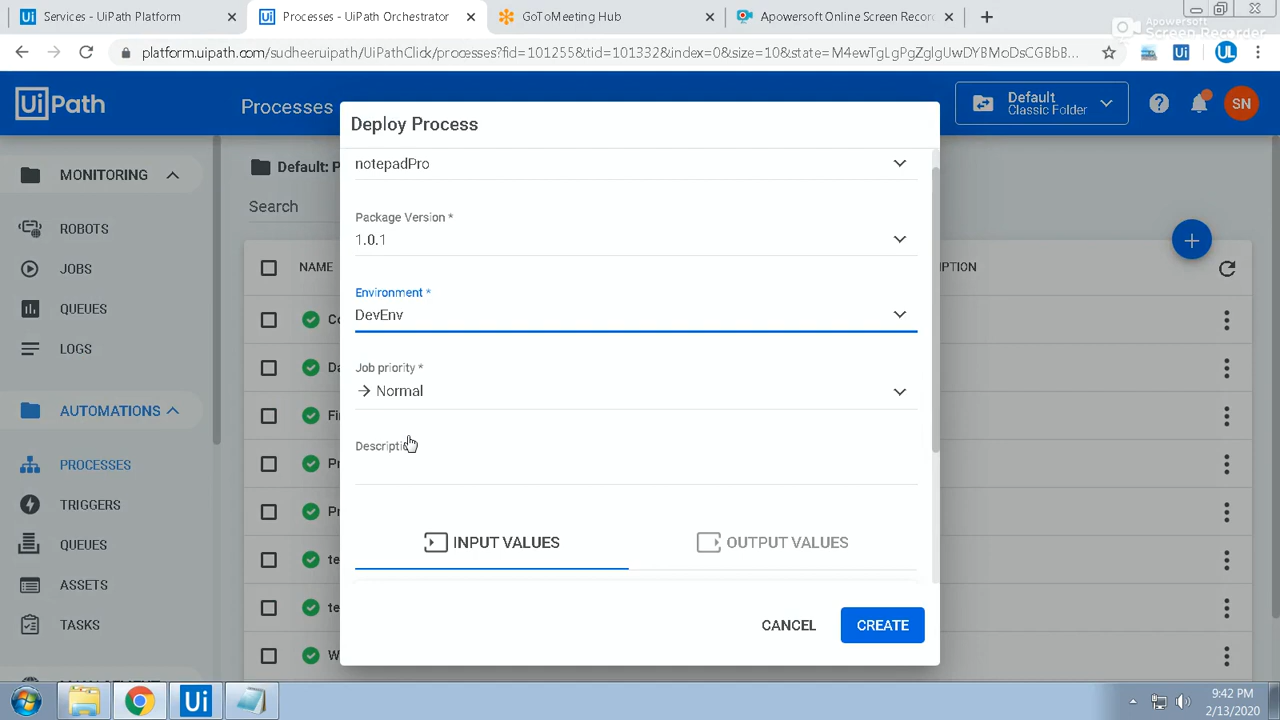 Services - UiPath Platform
Processes - UiPath Orchestrator
GoToMeeting Hub
Apowersoft Online Screen Recor
Apowersoft
Screen Recorder
platform.uipath.com/sudheeruipath/UiPathClick/processes?fid=101255&tid=101332&index=0&size=10&state=M4ewTgLgPgZglgUwDYBMoDsCGBbB...
Ui
UL
UiPath
Processes
Default
Classic Folder
SN
Deploy Process
MONITORING
Default: P
notepadPro
Search
Package Version *
1.0.1
ROBOTS
JOBS
NAME
IPTION
QUEUES
Environment *
DevEnv
LOGS
Job priority *
Normal
AUTOMATIONS
Descriptio
PROCESSES
TRIGGERS
INPUT VALUES
OUTPUT VALUES
QUEUES
ASSETS
TASKS
CANCEL
CREATE
Ui
9:42 PM
2/13/2020